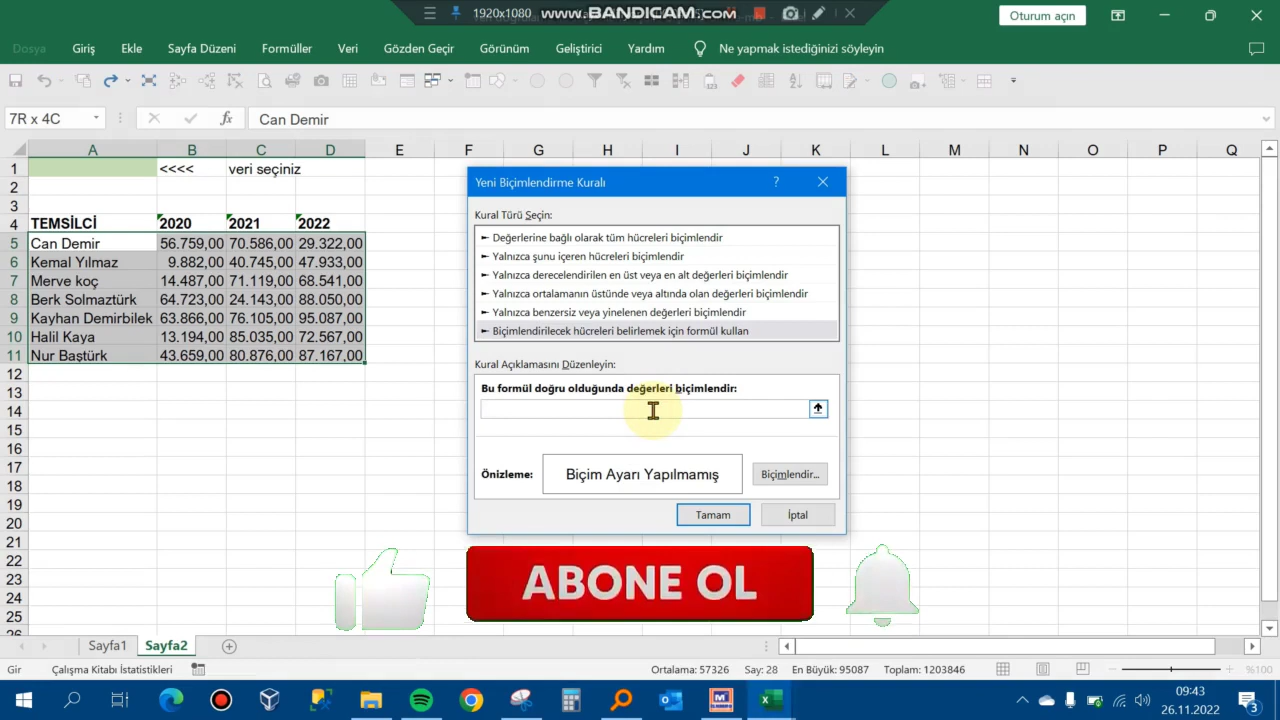 1920x1080
www.BANDICAM.com
Oturum açın
Dosya Giriş Ekle Sayfa Düzeni Formüller Veri Gözden Geçir Görünüm Geliştirici Yardım Ne yapmak istediğinizi söyleyin
7R x 4C fx Can Demir
A B C D E F G H I J K L M N O P Q
1 <<<< veri seçiniz
2
3
4 TEMSİLCİ 2020 2021 2022
5 Can Demir 56.759,00 70.586,00 29.322,00
6 Kemal Yılmaz 9.882,00 40.745,00 47.933,00
7 Merve koç 14.487,00 71.119,00 68.541,00
8 Berk Solmaztürk 64.723,00 24.143,00 88.050,00
9 Kayhan Demirbilek 63.866,00 76.105,00 95.087,00
10 Halil Kaya 13.194,00 85.035,00 72.567,00
11 Nur Baştürk 43.659,00 80.876,00 87.167,00
12
13
14
15
16
17
18
19
20
21
22
23
24
25
26
Yeni Biçimlendirme Kuralı ?
Kural Türü Seçin:
► Değerlerine bağlı olarak tüm hücreleri biçimlendir
► Yalnızca şunu içeren hücreleri biçimlendir
► Yalnızca derecelendirilen en üst veya en alt değerleri biçimlendir
► Yalnızca ortalamanın üstünde veya altında olan değerleri biçimlendir
► Yalnızca benzersiz veya yinelenen değerleri biçimlendir
► Biçimlendirilecek hücreleri belirlemek için formül kullan
Kural Açıklamasını Düzenleyin:
Bu formül doğru olduğunda değerleri biçimlendir:
Önizleme: Biçim Ayarı Yapılmamış Biçimlendir...
Tamam İptal
ABONE OL
Sayfa1 Sayfa2
Gir Çalışma Kitabı İstatistikleri Ortalama: 57326 Say: 28 En Büyük: 95087 Toplam: 1203846 %100
09:43
26.11.2022
3